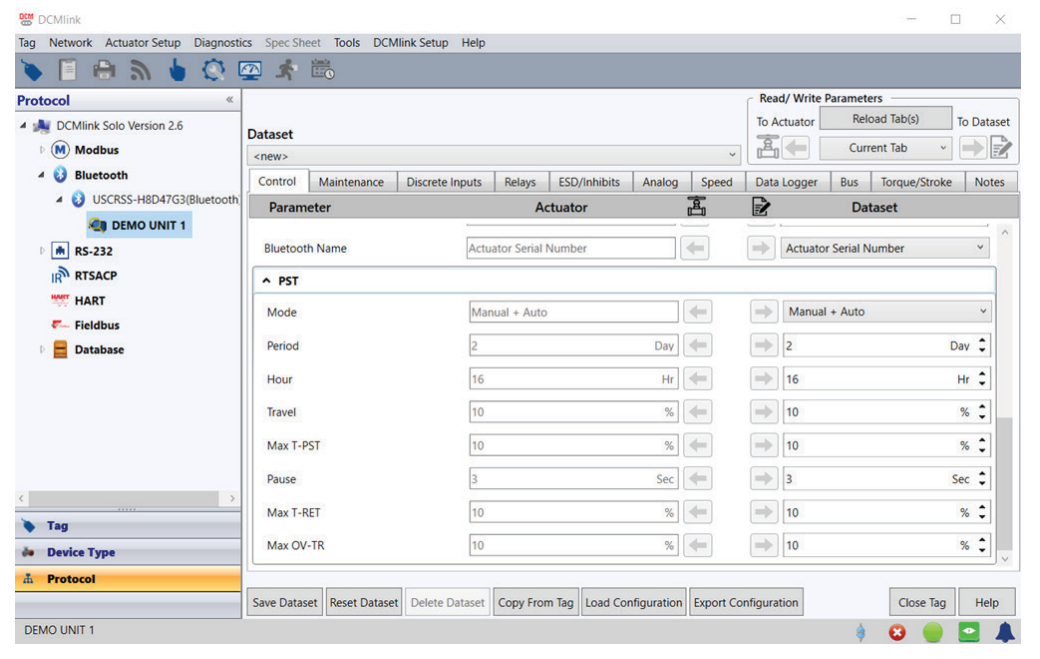 DCM DCMlink
Tag Network Actuator Setup Diagnostics Spec Sheet Tools DCMlink Setup Help
Protocol «
DCMlink Solo Version 2.6
M Modbus
Bluetooth
USCRSS-H8D47G3(Bluetooth)
DEMO UNIT 1
RS-232
IR RTSACP
HART HART
Fieldbus
Database
Tag
Device Type
Protocol
Dataset
<new>
Read/ Write Parameters
To Actuator Reload Tab(s) To Dataset
Current Tab
Control Maintenance Discrete Inputs Relays ESD/Inhibits Analog Speed Data Logger Bus Torque/Stroke Notes
Parameter Actuator Dataset
Bluetooth Name Actuator Serial Number Actuator Serial Number
PST
Mode Manual + Auto Manual + Auto
Period 2 Day 2 Day
Hour 16 Hr 16 Hr
Travel 10 % 10 %
Max T-PST 10 % 10 %
Pause 3 Sec 3 Sec
Max T-RET 10 % 10 %
Max OV-TR 10 % 10 %
Save Dataset Reset Dataset Delete Dataset Copy From Tag Load Configuration Export Configuration Close Tag Help
DEMO UNIT 1